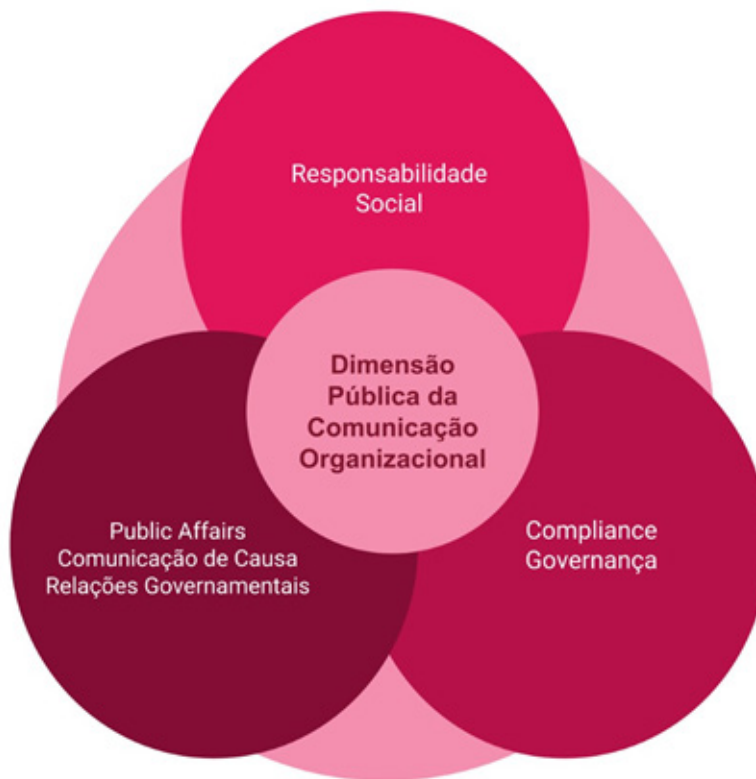 Responsabilidade
Social
Dimensão
Pública da
Comunicação
Organizacional
Public Affairs
Comunicação de Causa
Relações Governamentais
Compliance
Governança